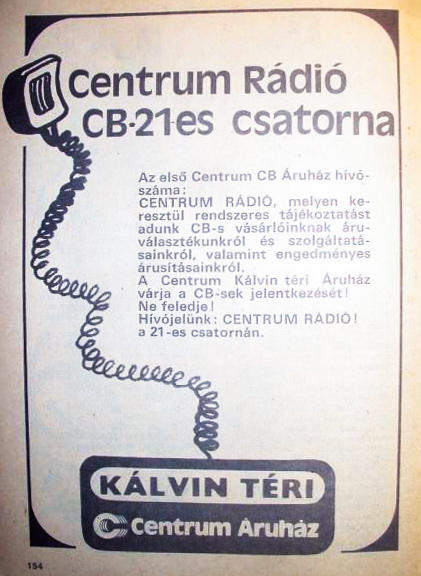 Centrum Rádió
CB-21-es csatorna
Az első Centrum CB Áruház hívó-
száma:
CENTRUM RÁDIÓ, melyen ke-
resztül rendszeres tájékoztatást
adunk CB-s vásárlóinknak áru-
választékunkról és szolgáltatá-
sainkról, valamint engedményes
árusításainkról.
A Centrum Kálvin téri Áruház
várja a CB-sek jelentkezését!
Ne feledje!
Hívójelünk: CENTRUM RÁDIÓ!
a 21-es csatornán.
KÁLVIN TÉRI
Centrum Áruház
154